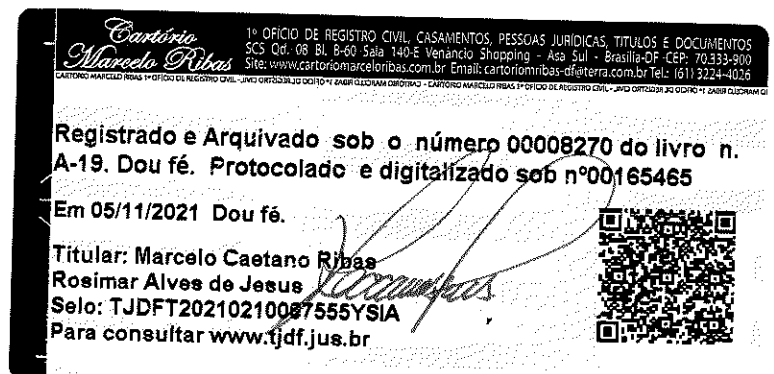 Cartório
Marcelo Ribas
1º OFÍCIO DE REGISTRO CIVIL, CASAMENTOS, PESSOAS JURÍDICAS, TITULOS E DOCUMENTOS
SCS Qd. 08 Bl. B-60 Sala 140-E Venâncio Shopping - Asa Sul - Brasília-DF CEP: 70.333-900
Site: www.cartoriomarceloribas.com.br Email: cartoriomribas-df@terra.com.br Tel.: (61) 3224-4026
Registrado e Arquivado sob o número 00008270 do livro n.
A-19. Dou fé. Protocolado e digitalizado sob nº00165465
Em 05/11/2021 Dou fé.
Titular: Marcelo Caetano Ribas
Rosimar Alves de Jesus
Selo: TJDFT20210210067555YSIA
Para consultar www.tjdf.jus.br